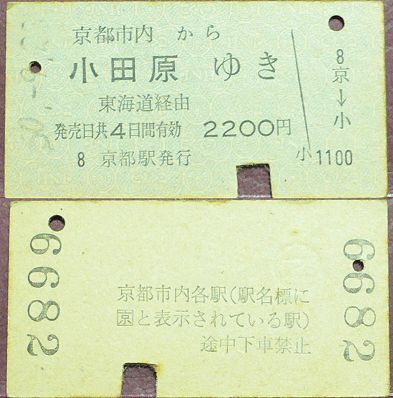 京都市内 から
小田原 ゆき
東海道経由
発売日共4日間有効 2200円
8 京都駅発行
8
京
↓
小
小1100
6682
京都市内各駅(駅名標に
園と表示されている駅)
途中下車禁止
6682